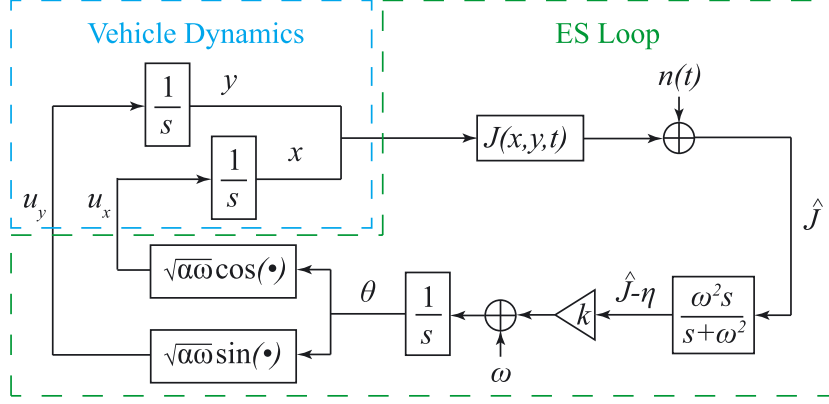 Vehicle Dynamics
ES Loop
y
1
s
n(t)
J(x,y,t)
x
1
s
u_y
u_x
Ĵ
√αω cos(•)
θ
1
s
k
Ĵ-η
ω²s
s+ω²
√αω sin(•)
ω